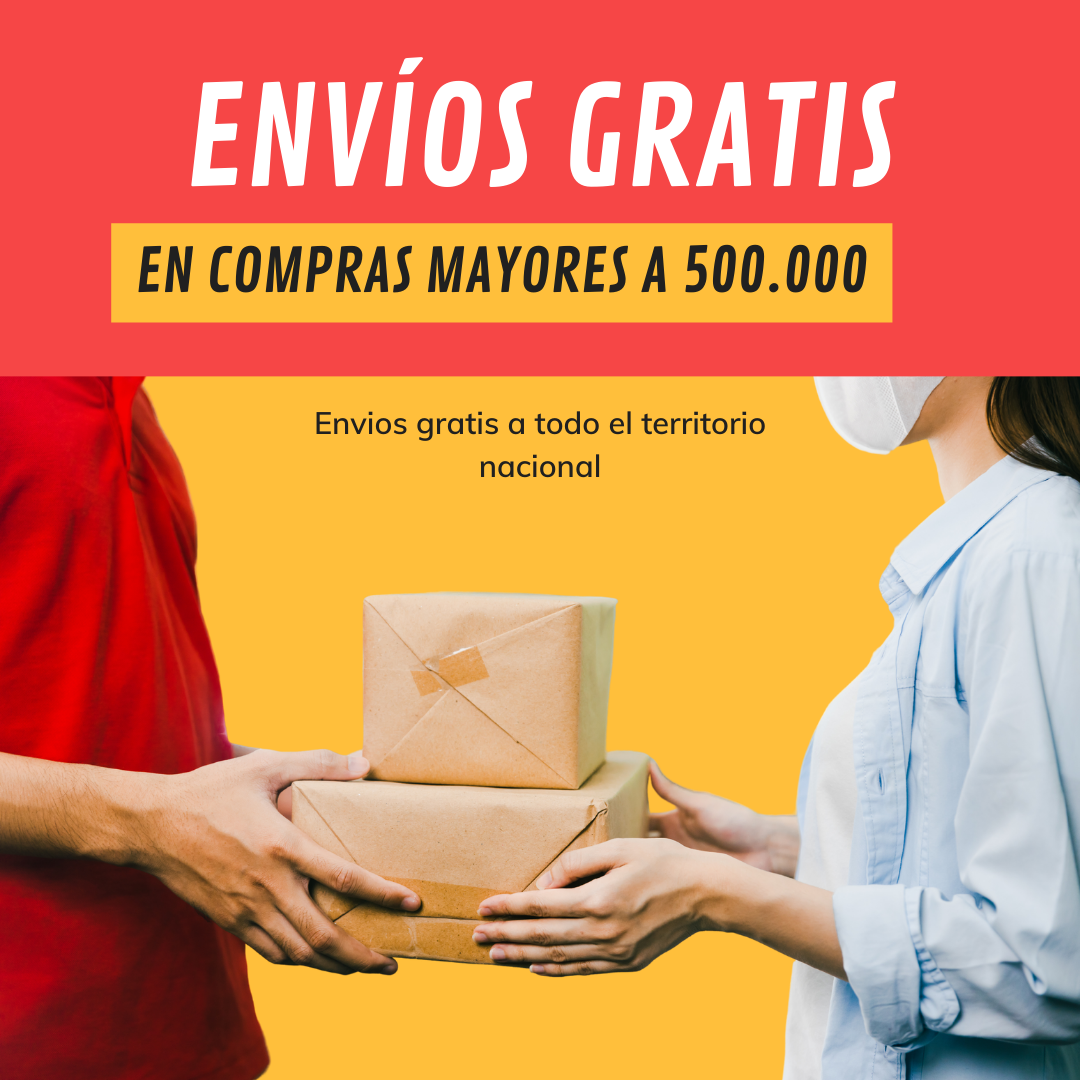 ENVÍOS GRATIS
EN COMPRAS MAYORES A 500.000
Envios gratis a todo el territorio
nacional